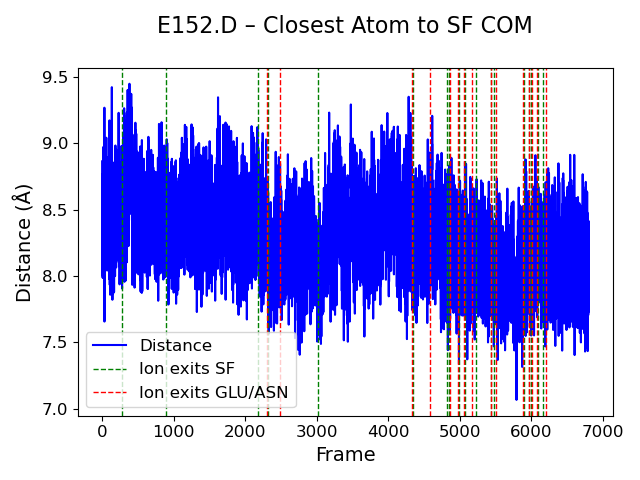 E152.D – Closest Atom to SF COM
9.5
9.0
8.5
8.0
7.5
7.0
Distance (Å)
Distance
Ion exits SF
Ion exits GLU/ASN
0 1000 2000 3000 4000 5000 6000 7000
Frame